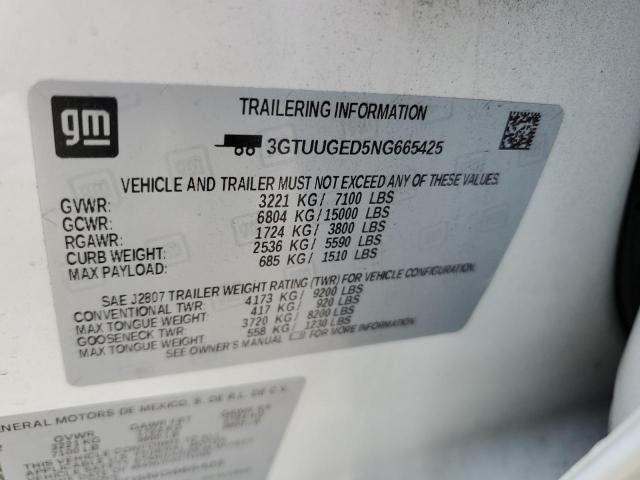 gm
TRAILERING INFORMATION
3GTUUGED5NG665425
VEHICLE AND TRAILER MUST NOT EXCEED ANY OF THESE VALUES.
GVWR: 3221 KG/ 7100 LBS
GCWR: 6804 KG/15000 LBS
RGAWR: 1724 KG/ 3800 LBS
CURB WEIGHT: 2536 KG/ 5590 LBS
MAX PAYLOAD: 685 KG/ 1510 LBS
SAE J2807 TRAILER WEIGHT RATING (TWR) FOR VEHICLE CONFIGURATION.
CONVENTIONAL TWR: 4173 KG/ 9200 LBS
MAX TONGUE WEIGHT: 417 KG/ 920 LBS
GOOSENECK TWR: 3720 KG/ 8200 LBS
MAX TONGUE WEIGHT: 558 KG/ 1230 LBS
SEE OWNER'S MANUAL FOR MORE INFORMATION
GENERAL MOTORS DE MEXICO, S. DE R.L. DE C.V.
GVWR
3221 KG
7100 LB